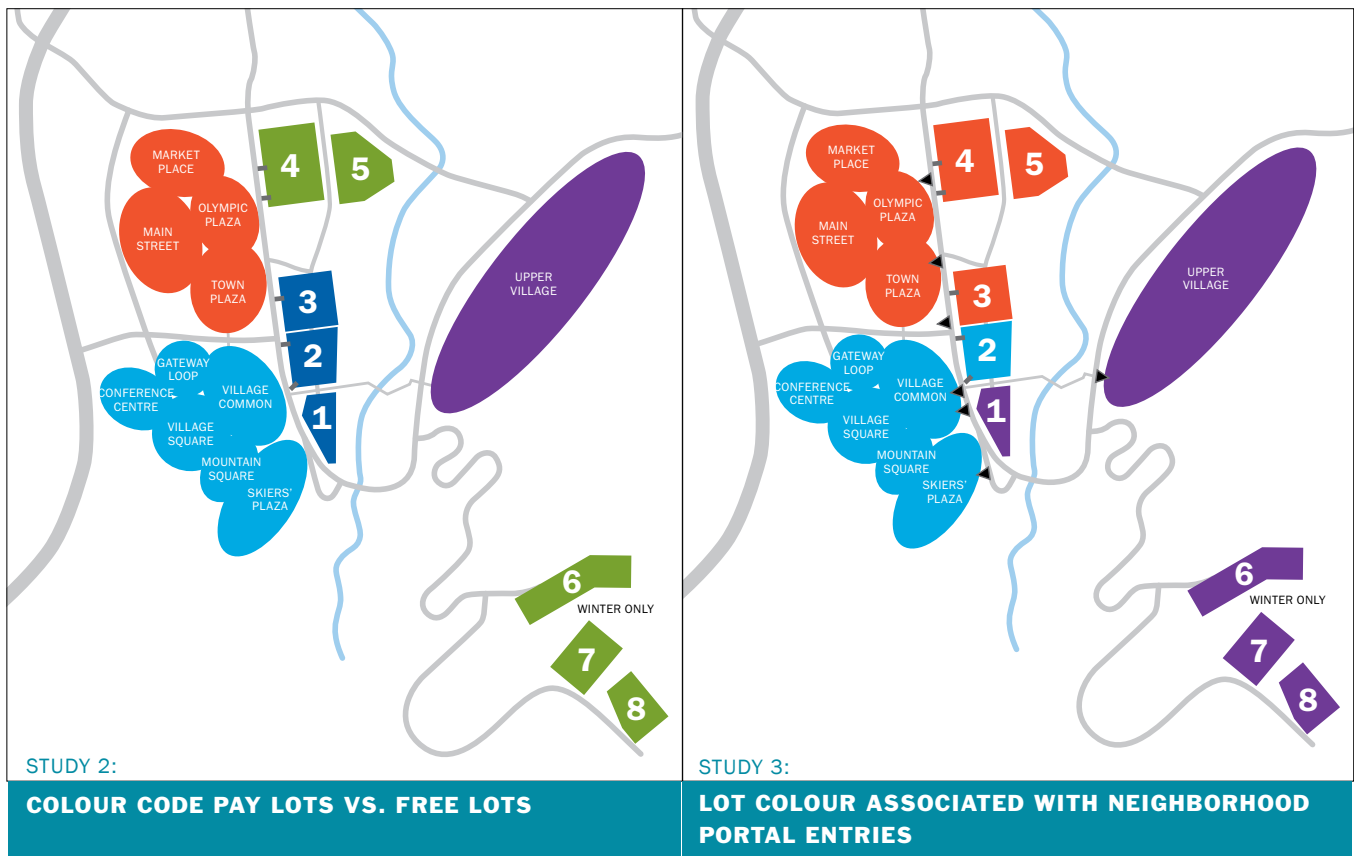 MARKET
PLACE
OLYMPIC
PLAZA
MAIN
STREET
TOWN
PLAZA
4
5
3
2
1
UPPER
VILLAGE
GATEWAY
LOOP
CONFERENCE
CENTRE
VILLAGE
COMMON
VILLAGE
SQUARE
MOUNTAIN
SQUARE
SKIERS'
PLAZA
6
WINTER ONLY
7
8
STUDY 2:
COLOUR CODE PAY LOTS VS. FREE LOTS
MARKET
PLACE
OLYMPIC
PLAZA
MAIN
STREET
TOWN
PLAZA
4
5
3
2
1
UPPER
VILLAGE
GATEWAY
LOOP
CONFERENCE
CENTRE
VILLAGE
COMMON
VILLAGE
SQUARE
MOUNTAIN
SQUARE
SKIERS'
PLAZA
6
WINTER ONLY
7
8
STUDY 3:
LOT COLOUR ASSOCIATED WITH NEIGHBORHOOD
PORTAL ENTRIES